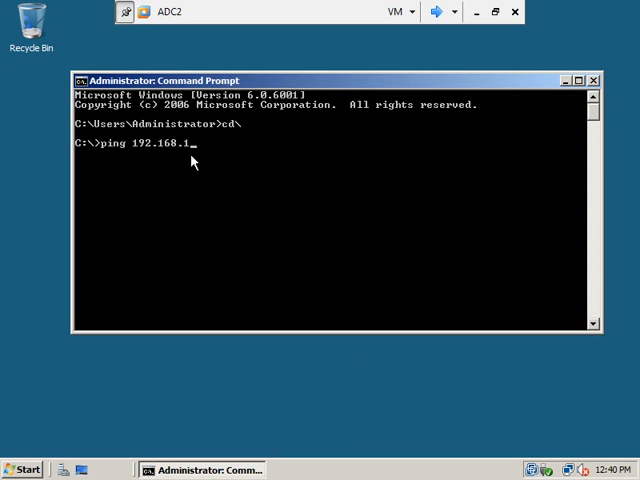 ADC2
VM
Recycle Bin
Administrator: Command Prompt
Microsoft Windows [Version 6.0.6001]
Copyright (c) 2006 Microsoft Corporation.  All rights reserved.
C:\Users\Administrator>cd\
C:\>ping 192.168.1_
Start
Administrator: Comm...
12:40 PM